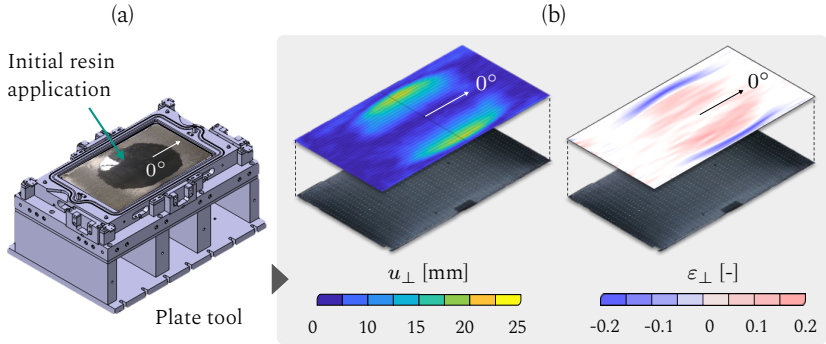 (a)
Initial resin
application
0°
Plate tool
(b)
0°
0°
u⊥ [mm]
0 10 15 20 25
ε⊥ [-]
-0.2 -0.1 0 0.1 0.2